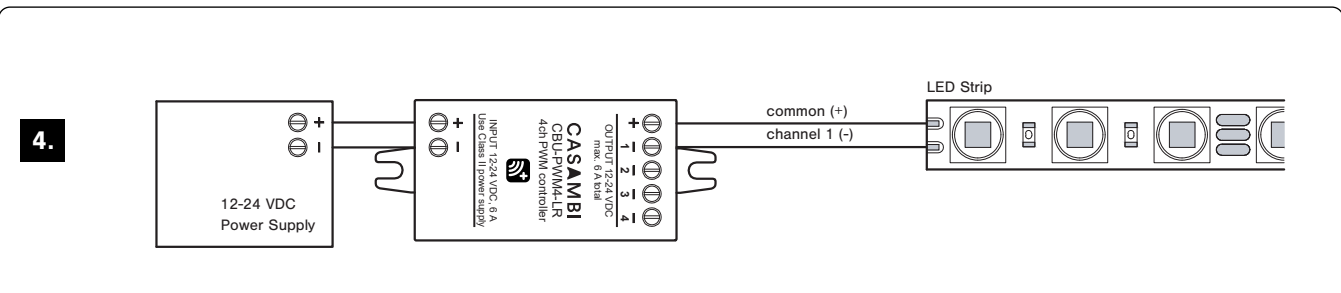 4.
12-24 VDC
Power Supply
+
-
+
-
INPUT 12-24 VDC, 6 A
Use Class II power supply
CASAMBI
CBU-PWM4-LR
4ch PWM controller
OUTPUT 12-24 VDC
max. 6 A total
+
1 -
2 -
3 -
4 -
common (+)
channel 1 (-)
LED Strip